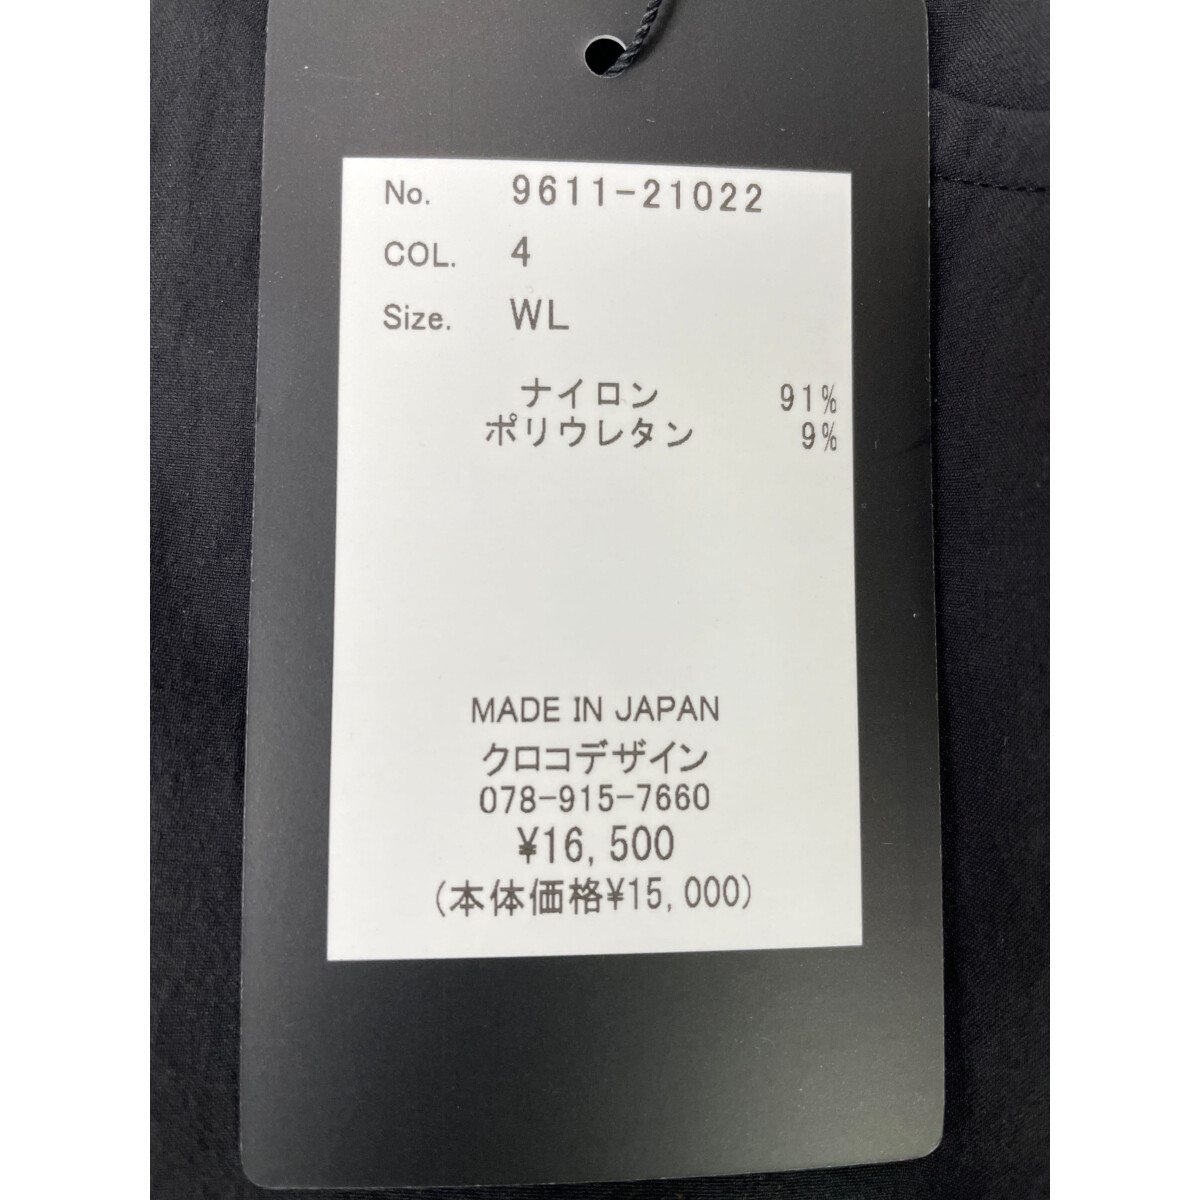 No. 9611-21022
COL. 4
Size. WL
ナイロン 91%
ポリウレタン 9%
MADE IN JAPAN
クロコデザイン
078-915-7660
¥16,500
(本体価格¥15,000)